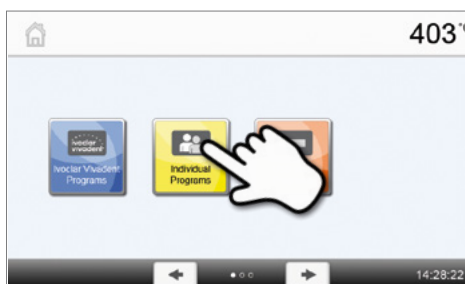 403°
ivoclar
vivadent
Ivoclar Vivadent
Programs
Individual
Programs
14:28:22